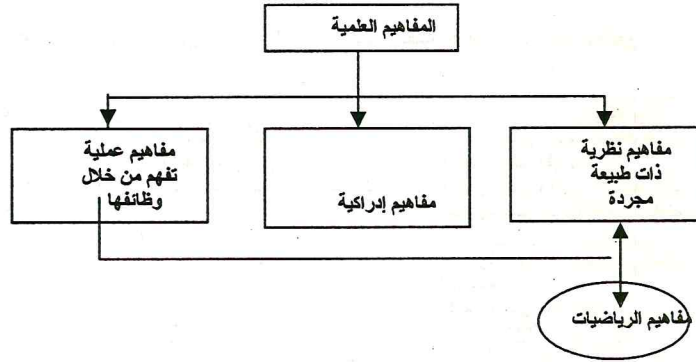 المفاهيم العلمية
مفاهيم نظرية
ذات طبيعة
مجردة
مفاهيم إدراكية
مفاهيم عملية
تفهم من خلال
وظائفها
مفاهيم الرياضيات